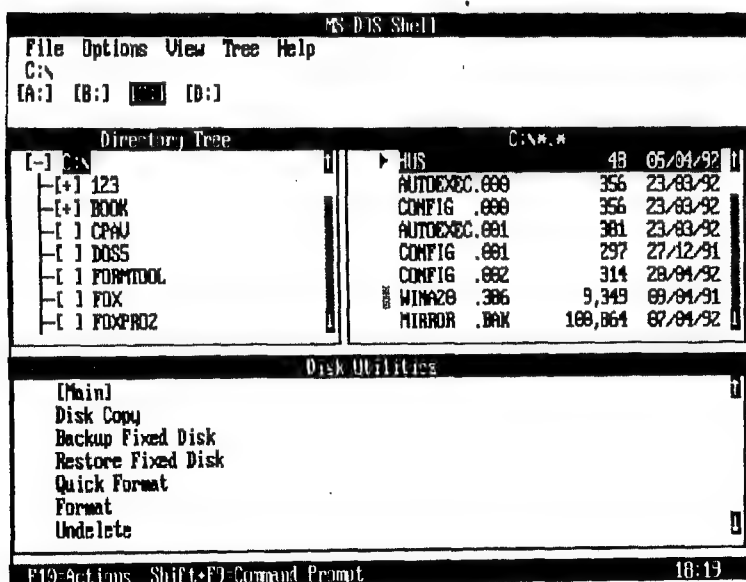 MS-DOS Shell
File Options View Tree Help
C:\
[A:] [B:] [C:] [D:]
Directory Tree
[-] C:\
[+] 123
[+] BOOK
[ ] CPAV
[ ] DOS5
[ ] FORMTOOL
[ ] FOX
[ ] FOXPRO2
C:\*.*
HUS 48 05/04/92
AUTOEXEC.000 356 23/03/92
CONFIG .000 356 23/03/92
AUTOEXEC.001 381 23/03/92
CONFIG .001 297 27/12/91
CONFIG .002 314 28/04/92
WINA20 .386 9,349 09/04/91
MIRROR .BAK 100,864 07/04/92
Disk Utilities
[Main]
Disk Copy
Backup Fixed Disk
Restore Fixed Disk
Quick Format
Format
Undelete
F10=Actions Shift+F9=Command Prompt 18:19